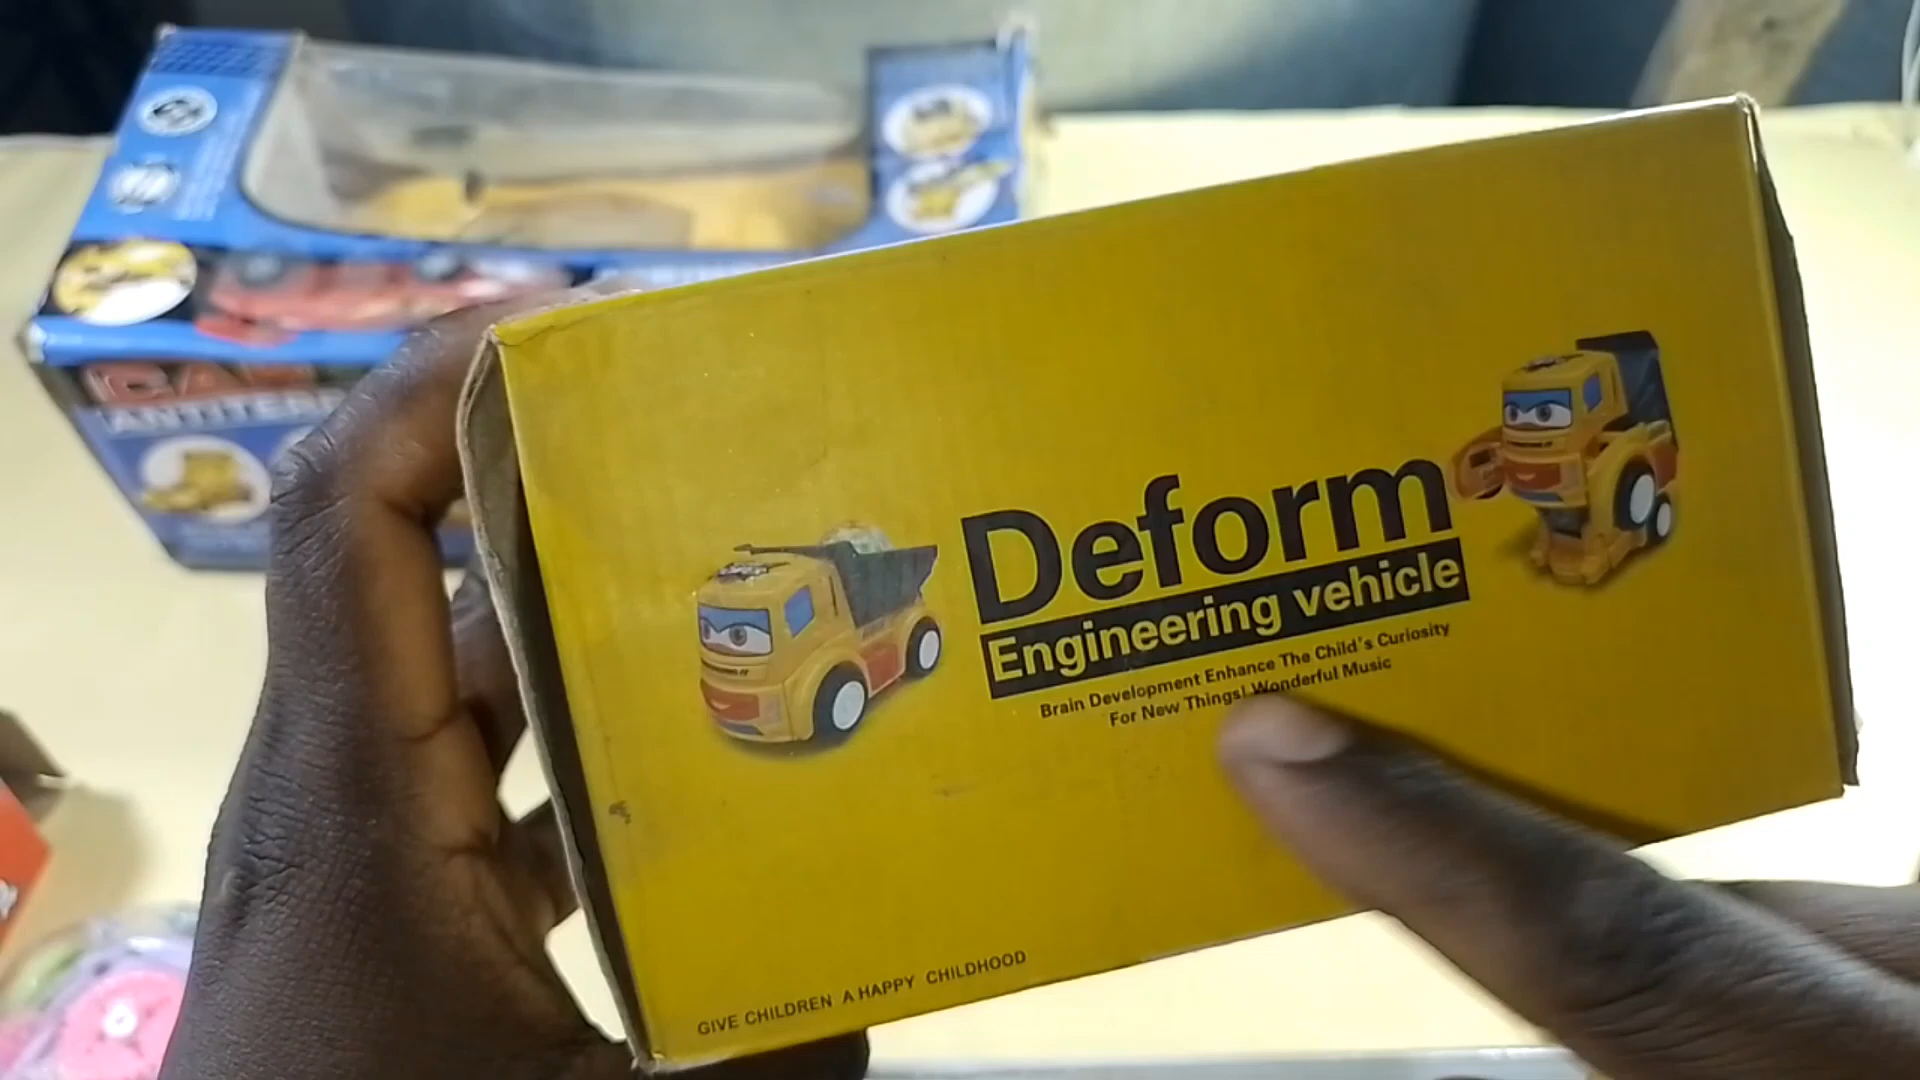 Deform
Engineering vehicle
Brain Development Enhance The Child's Curiosity
For New Things! Wonderful Music
GIVE CHILDREN A HAPPY CHILDHOOD